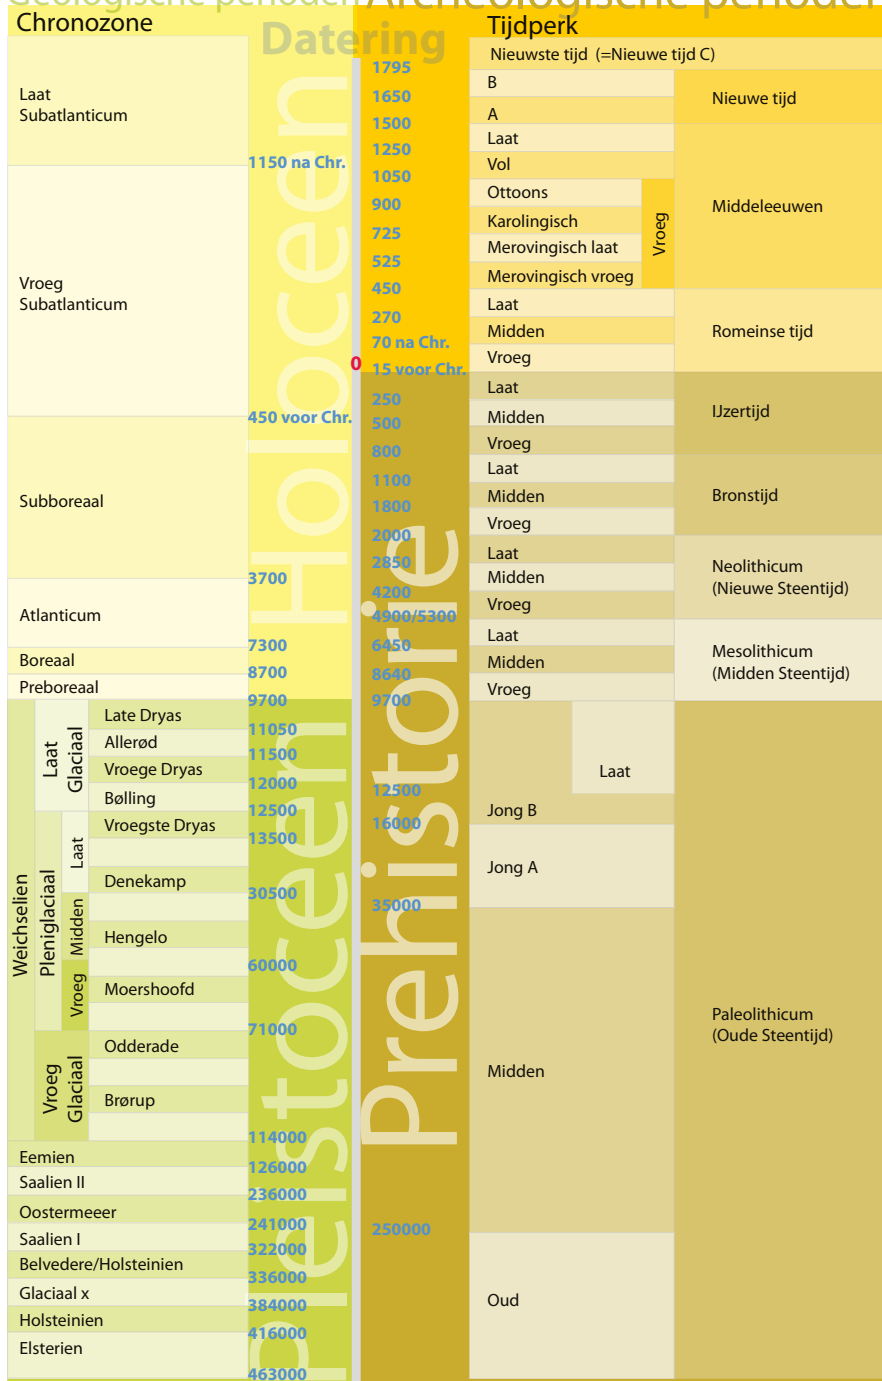 Geologische perioden
Archeologische perioden
Datering
Chronozone
Laat
Subatlanticum
1150 na Chr.
Vroeg
Subatlanticum
450 voor Chr.
Subboreaal
3700
Atlanticum
7300
Boreaal
8700
Preboreaal
9700
Holoceen
Weichselien
Laat
Glaciaal
Late Dryas
11050
Allerød
11500
Vroege Dryas
12000
Bølling
12500
Pleniglaciaal
Laat
Vroegste Dryas
13500
Denekamp
30500
Midden
Hengelo
60000
Vroeg
Moershoofd
71000
Vroeg
Glaciaal
Odderade
Brørup
114000
Eemien
126000
Saalien II
236000
Oostermeeer
241000
Saalien I
322000
Belvedere/Holsteinien
336000
Glaciaal x
384000
Holsteinien
416000
Elsterien
463000
Pleistoceen
0
Tijdperk
Nieuwste tijd (=Nieuwe tijd C)
1795
B
1650
A
1500
Nieuwe tijd
Laat
1250
Vol
1050
Ottoons
900
Karolingisch
725
Merovingisch laat
525
Merovingisch vroeg
450
Vroeg
Middeleeuwen
Laat
270
Midden
70 na Chr.
Vroeg
15 voor Chr.
Romeinse tijd
Laat
250
Midden
500
Vroeg
800
IJzertijd
Laat
1100
Midden
1800
Vroeg
2000
Bronstijd
Laat
2850
Midden
4200
Vroeg
4900/5300
Neolithicum
(Nieuwe Steentijd)
Laat
6450
Midden
8640
Vroeg
9700
Mesolithicum
(Midden Steentijd)
Laat
12500
Jong B
16000
Jong A
35000
Midden
250000
Oud
Paleolithicum
(Oude Steentijd)
Prehistorie